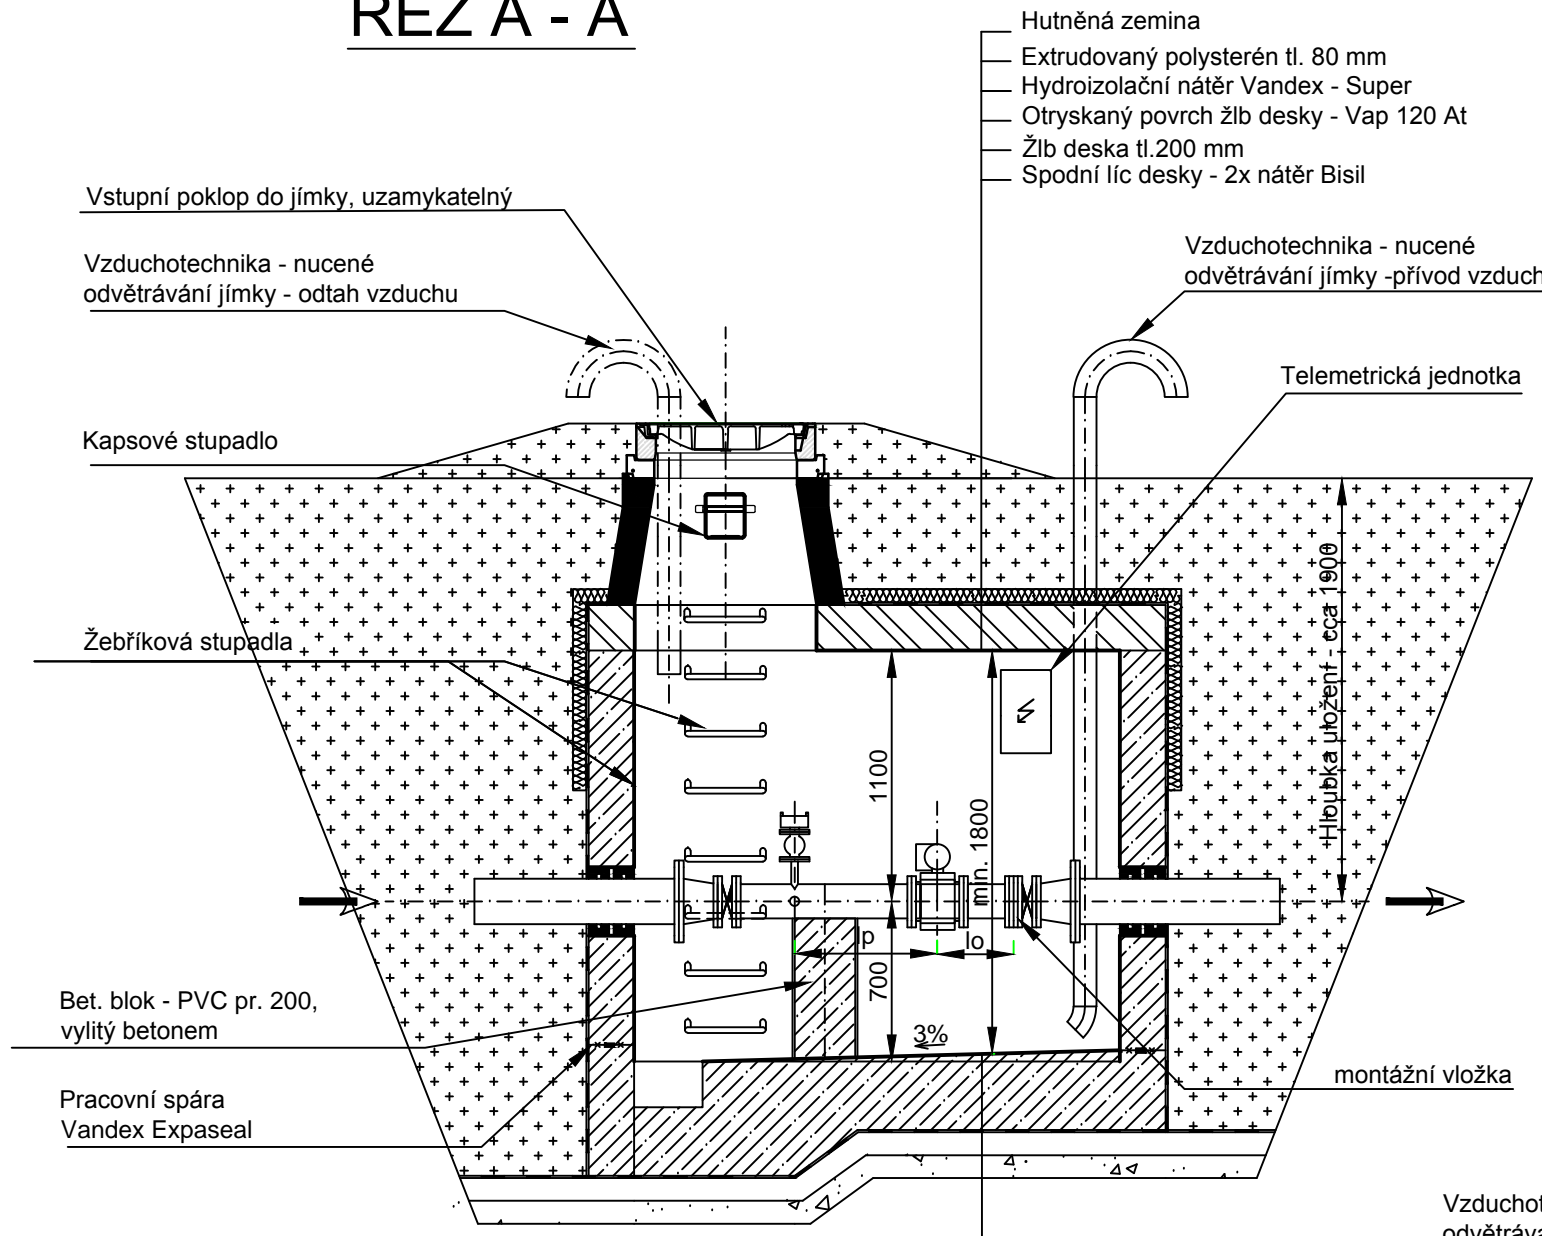 ŘEZ A - A
Hutněná zemina
Extrudovaný polysterén tl. 80 mm
Hydroizolační nátěr Vandex - Super
Otryskaný povrch žlb desky - Vap 120 At
Žlb deska tl.200 mm
Spodní líc desky - 2x nátěr Bisil
Vstupní poklop do jímky, uzamykatelný
Vzduchotechnika - nucené
odvětrávání jímky - odtah vzduchu
Vzduchotechnika - nucené
odvětrávání jímky -přívod vzduch
Telemetrická jednotka
Kapsové stupadlo
Žebříková stupadla
Hloubka uložení - cca 1900
1100
min. 1800
lp
lo
700
3%
Bet. blok - PVC pr. 200,
vylitý betonem
montážní vložka
Pracovní spára
Vandex Expaseal
Vzduchot
odvětráva